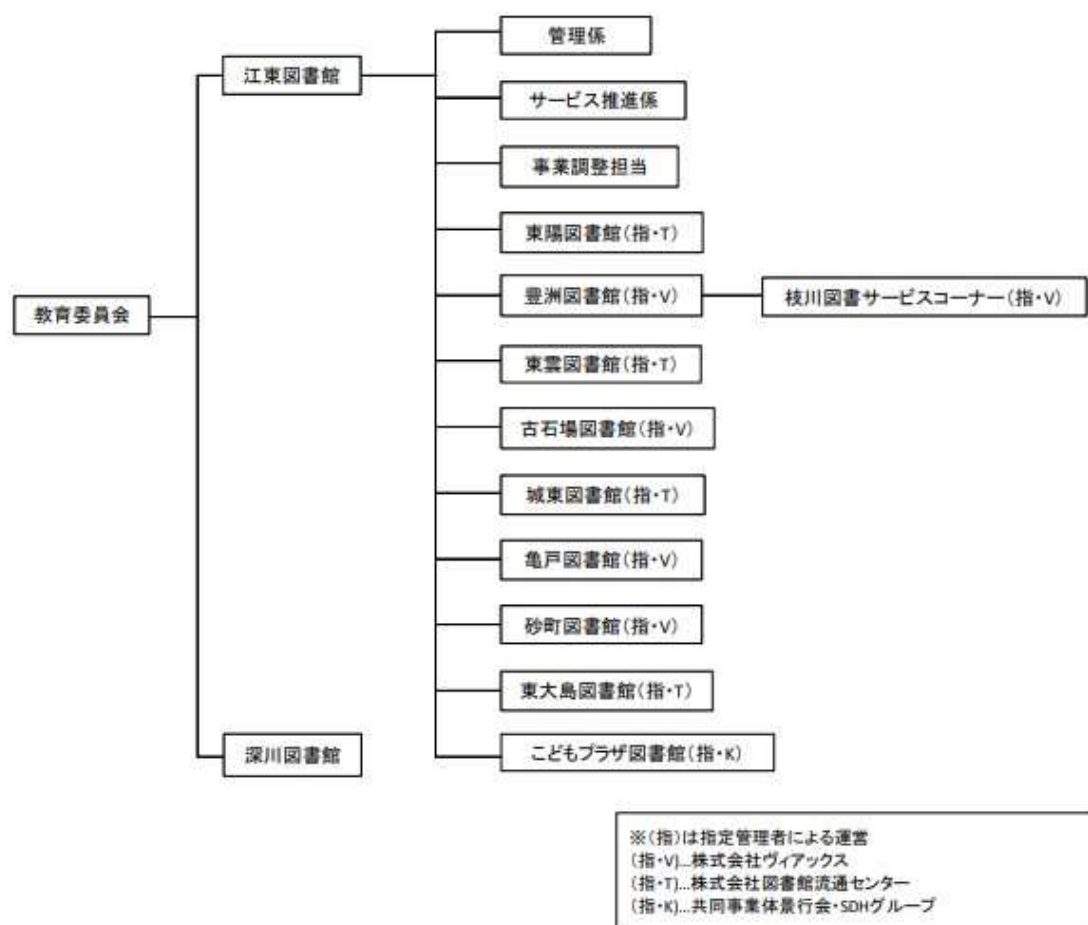 管理係
江東図書館
サービス推進係
事業調整担当
東陽図書館(指・T)
豊洲図書館(指・V)
枝川図書サービスコーナー(指・V)
教育委員会
東雲図書館(指・T)
古石場図書館(指・V)
城東図書館(指・T)
亀戸図書館(指・V)
砂町図書館(指・V)
東大島図書館(指・T)
深川図書館
こどもプラザ図書館(指・K)
※(指)は指定管理者による運営
(指・V)…株式会社ヴィアックス
(指・T)…株式会社図書館流通センター
(指・K)…共同事業体景行会・SDHグループ